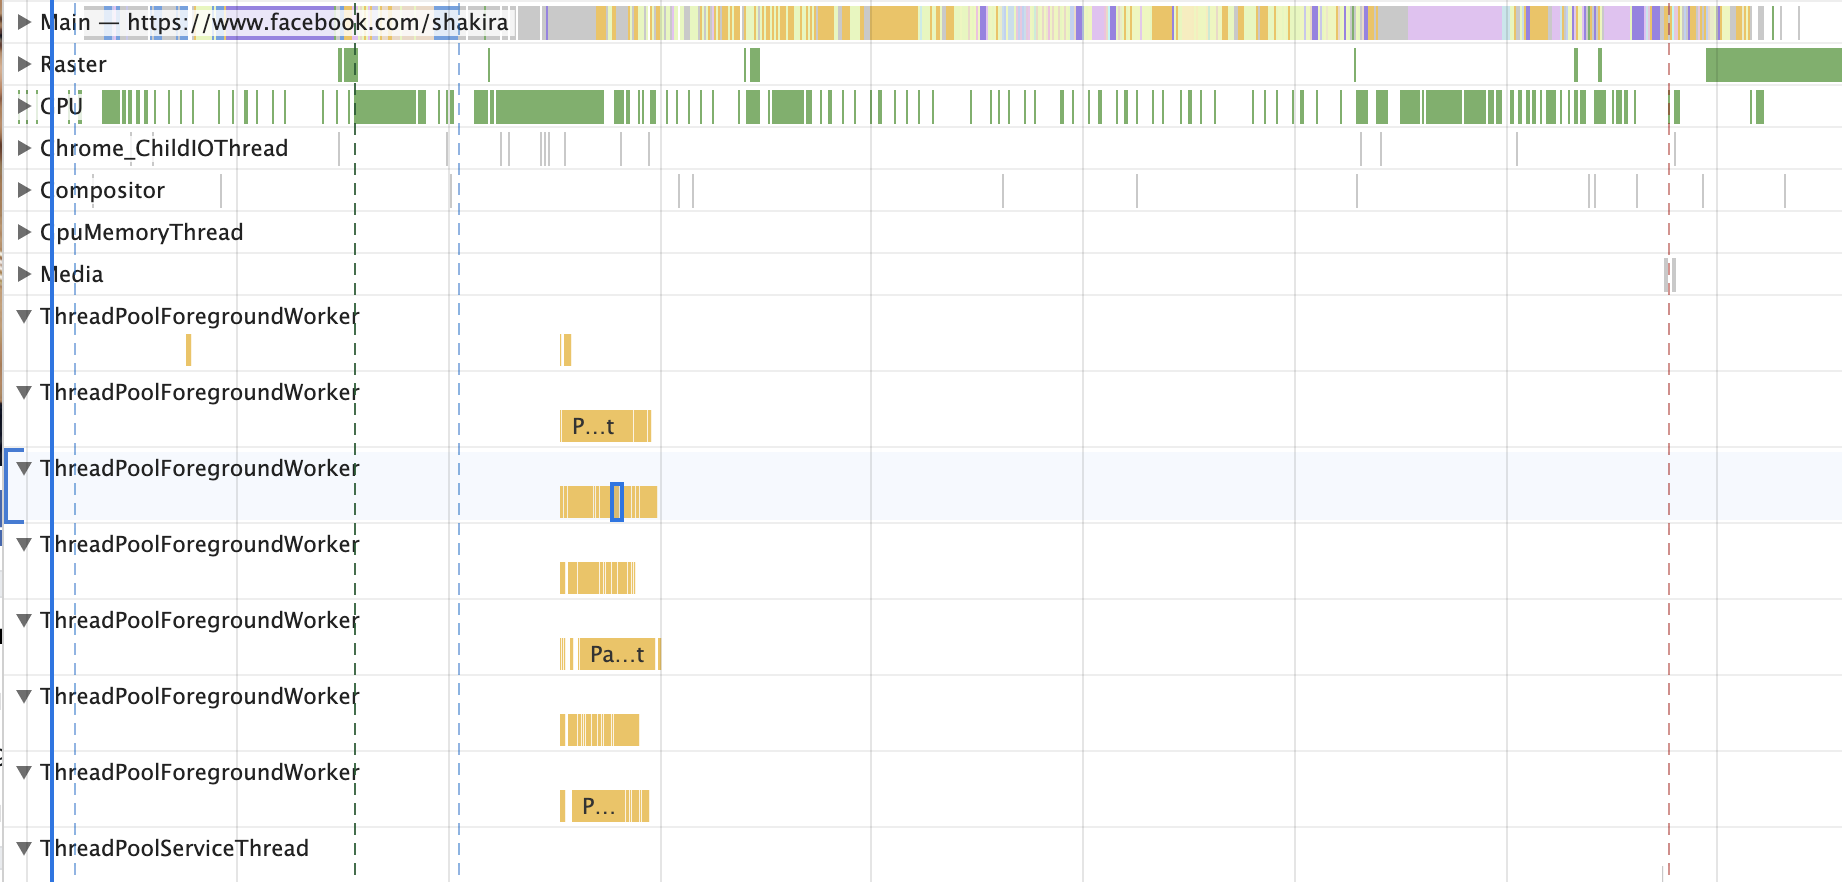 Main — https://www.facebook.com/shakira
Raster
GPU
Chrome_ChildIOThread
Compositor
CpuMemoryThread
Media
ThreadPoolForegroundWorker
ThreadPoolForegroundWorker
P...t
ThreadPoolForegroundWorker
ThreadPoolForegroundWorker
ThreadPoolForegroundWorker
Pa...t
ThreadPoolForegroundWorker
ThreadPoolForegroundWorker
P...
ThreadPoolServiceThread